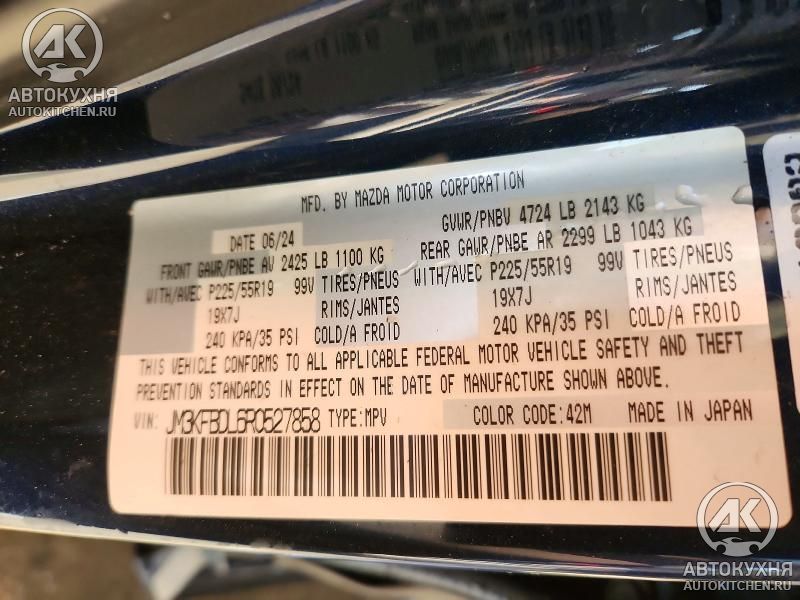 AK
АВТОКУХНЯ
AUTOKITCHEN.RU
MFD. BY MAZDA MOTOR CORPORATION
DATE 06/24 GVWR/PNBV 4724 LB 2143 KG
FRONT GAWR/PNBE AV 2425 LB 1100 KG REAR GAWR/PNBE AR 2299 LB 1043 KG
WITH/AVEC P225/55R19 99V TIRES/PNEUS WITH/AVEC P225/55R19 99V TIRES/PNEUS
19X7J RIMS/JANTES 19X7J RIMS/JANTES
240 KPA/35 PSI COLD/A FROID 240 KPA/35 PSI COLD/A FROID
THIS VEHICLE CONFORMS TO ALL APPLICABLE FEDERAL MOTOR VEHICLE SAFETY AND THEFT
PREVENTION STANDARDS IN EFFECT ON THE DATE OF MANUFACTURE SHOWN ABOVE.
VIN: JM3KFBDL6R0527858 TYPE:MPV COLOR CODE:42M MADE IN JAPAN
AK
АВТОКУХНЯ
AUTOKITCHEN.RU